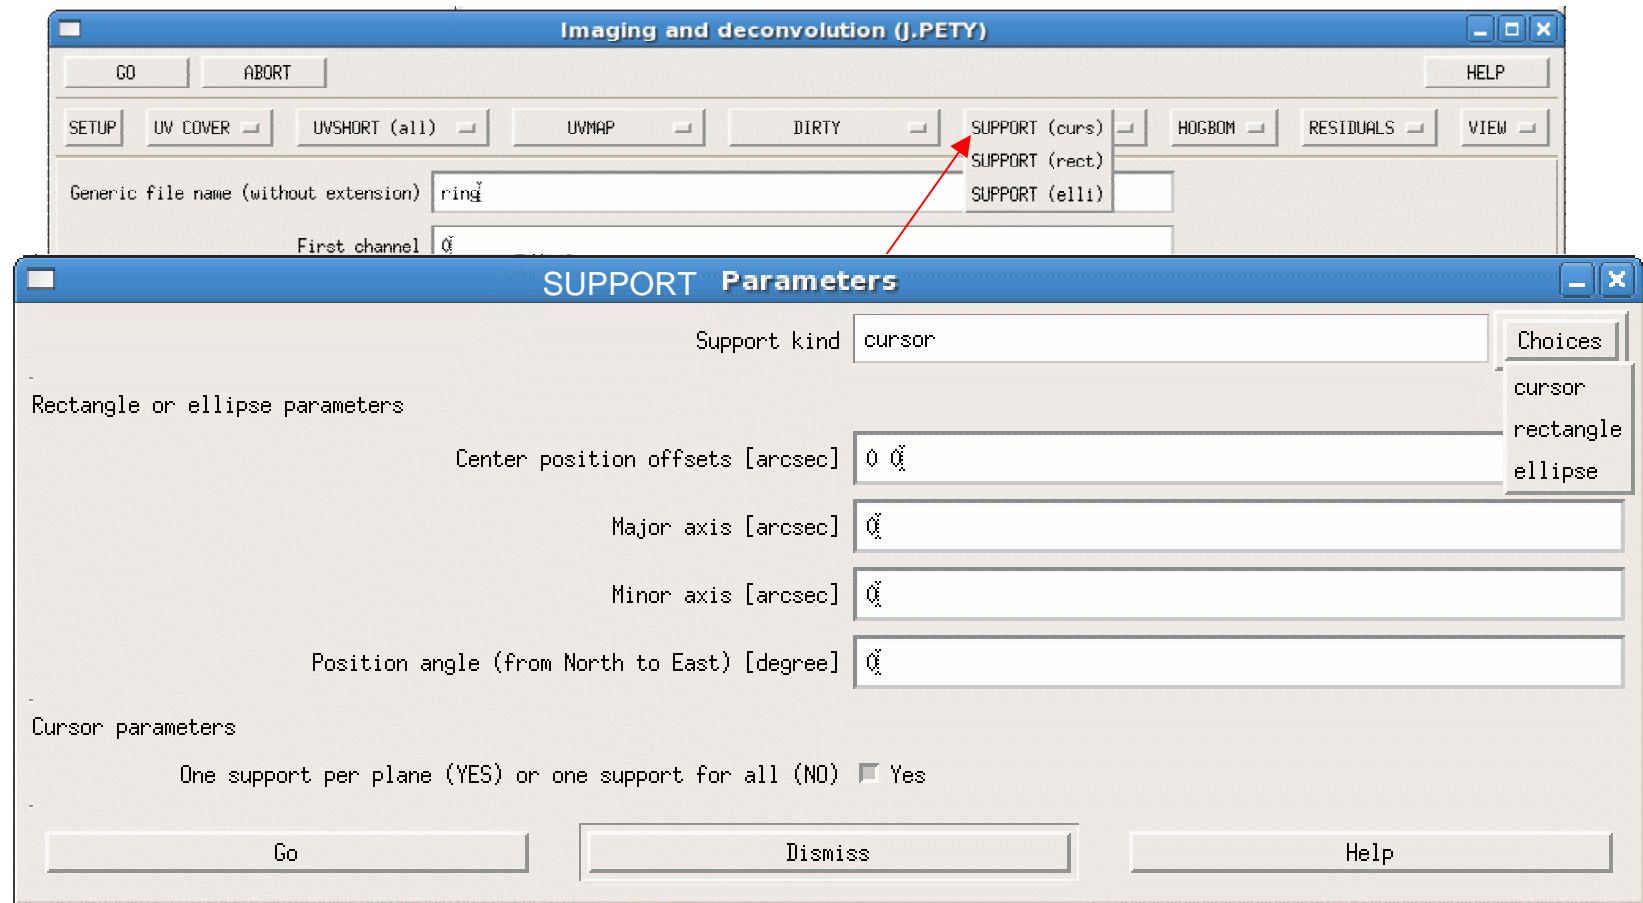 Imaging and deconvolution (J.PETY)
GO ABORT HELP
SETUP UV COVER UVSHORT (all) UVMAP DIRTY SUPPORT (curs) HOGBOM RESIDUALS VIEW
SUPPORT (rect)
SUPPORT (elli)
Generic file name (without extension) ring
First channel 0
SUPPORT Parameters
Support kind cursor Choices
cursor
rectangle
ellipse
Rectangle or ellipse parameters
Center position offsets [arcsec] 0 0
Major axis [arcsec] 0
Minor axis [arcsec] 0
Position angle (from North to East) [degree] 0
Cursor parameters
One support per plane (YES) or one support for all (NO) Yes
Go Dismiss Help